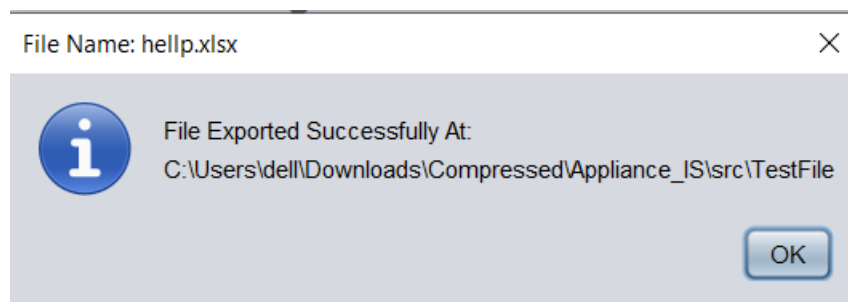 File Name: hellp.xlsx
File Exported Successfully At:
C:\Users\dell\Downloads\Compressed\Appliance_IS\src\TestFile
OK